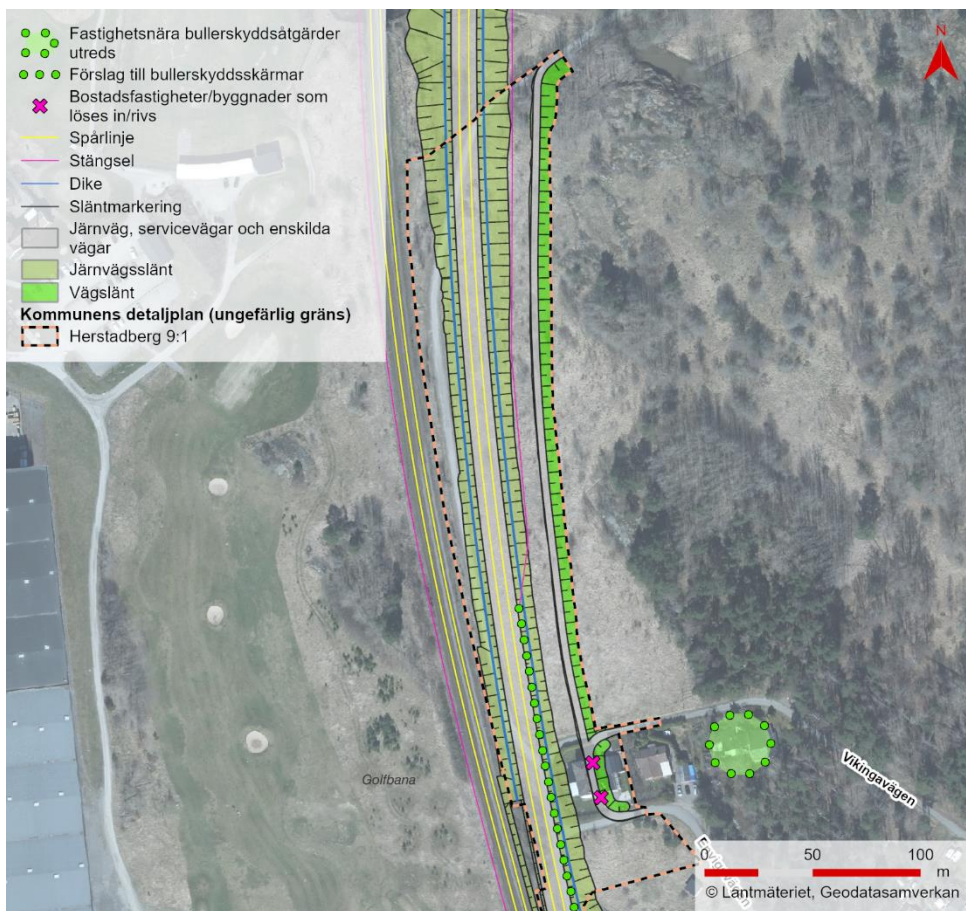 Fastighetsnära bullerskyddsåtgärder
utreds
Förslag till bullerskyddsskärmar
Bostadsfastigheter/byggnader som
löses in/rivs
Spårlinje
Stängsel
Dike
Släntmarkering
Järnväg, servicevägar och enskilda
vägar
Järnvägsslänt
Vägslänt
Kommunens detaljplan (ungefärlig gräns)
Herstadberg 9:1
N
Golfbana
Vikingavägen
0 50 100
m
© Lantmäteriet, Geodatasamverkan